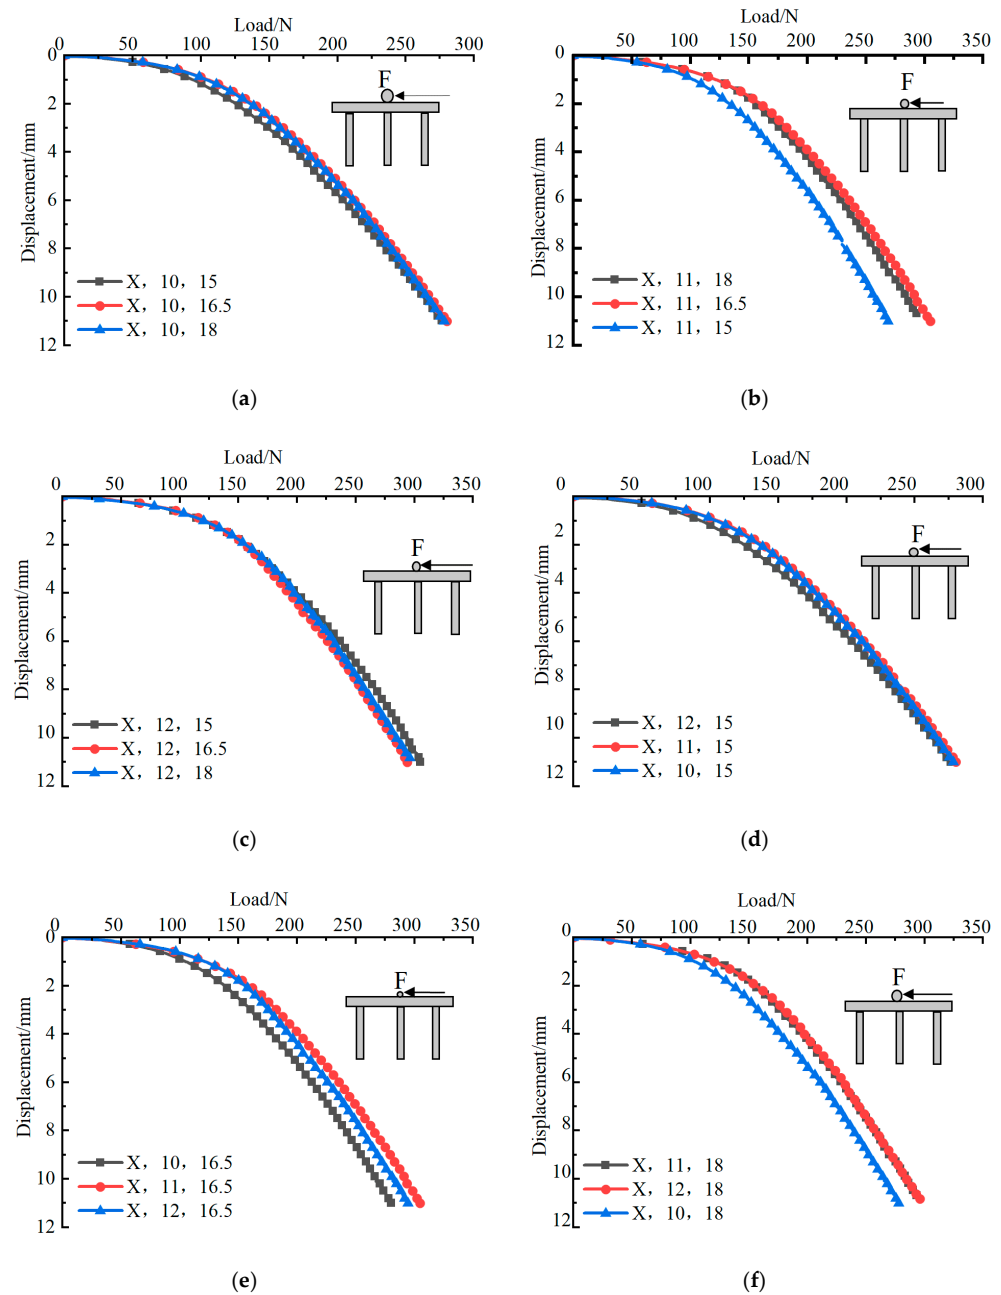 Load/N
0 50 100 150 200 250 300
0
2
4
6
8
10
12
Displacement/mm
F
X, 10, 15
X, 10, 16.5
X, 10, 18
(a)
Load/N
0 50 100 150 200 250 300 350
0
2
4
6
8
10
12
Displacement/mm
F
X, 11, 18
X, 11, 16.5
X, 11, 15
(b)
Load/N
0 50 100 150 200 250 300 350
2
4
6
8
10
12
Displacement/mm
F
X, 12, 15
X, 12, 16.5
X, 12, 18
(c)
Load/N
0 50 100 150 200 250 300
0
2
4
6
8
10
12
Displacement/mm
F
X, 12, 15
X, 11, 15
X, 10, 15
(d)
Load/N
0 50 100 150 200 250 300 350
0
2
4
6
8
10
12
Displacement/mm
F
X, 10, 16.5
X, 11, 16.5
X, 12, 16.5
(e)
Load/N
0 50 100 150 200 250 300 350
0
2
4
6
8
10
12
Displacement/mm
F
X, 11, 18
X, 12, 18
X, 10, 18
(f)